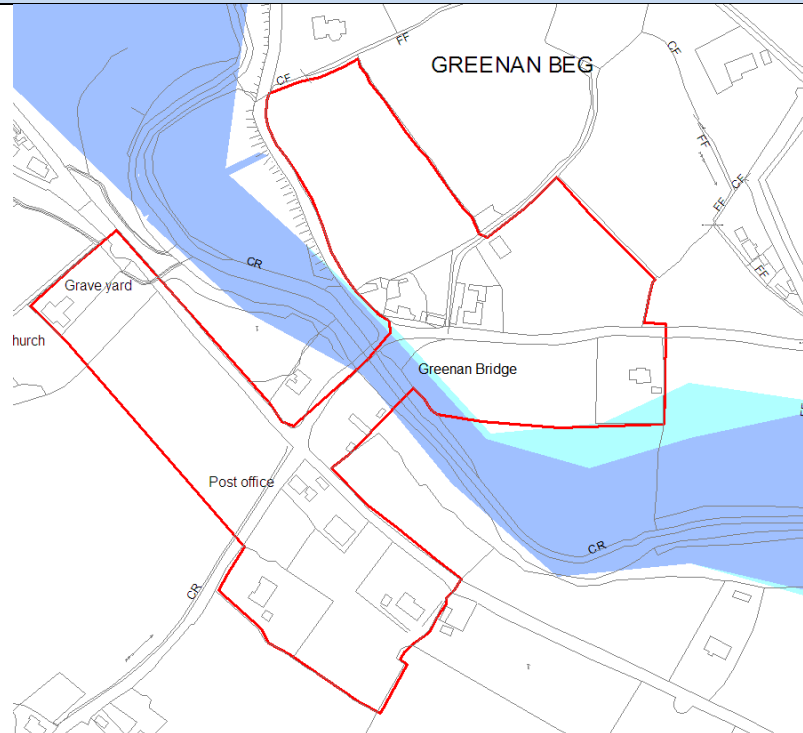 GREENAN BEG
CF
FF
CF
FF
CF
FF
FF
CR
Grave yard
hurch
Greenan Bridge
Post office
CR
CR